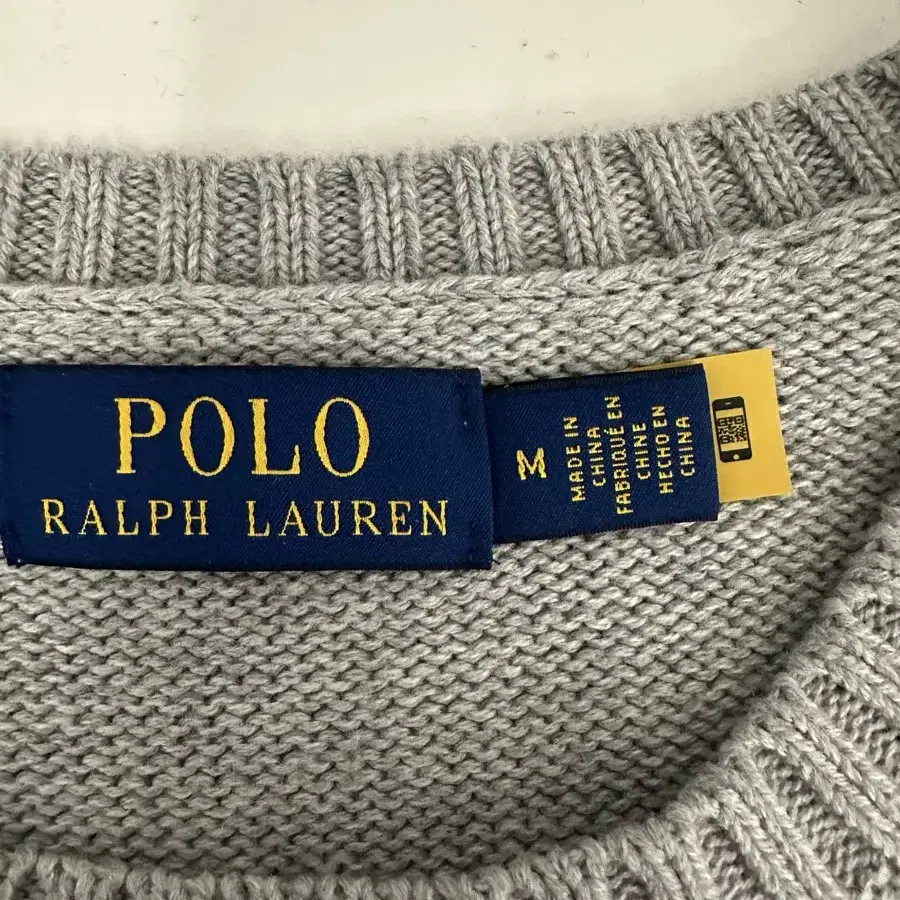 POLO
RALPH LAUREN
M
MADE IN
CHINA
FABRIQUÉ EN
CHINE
HECHO EN
CHINA